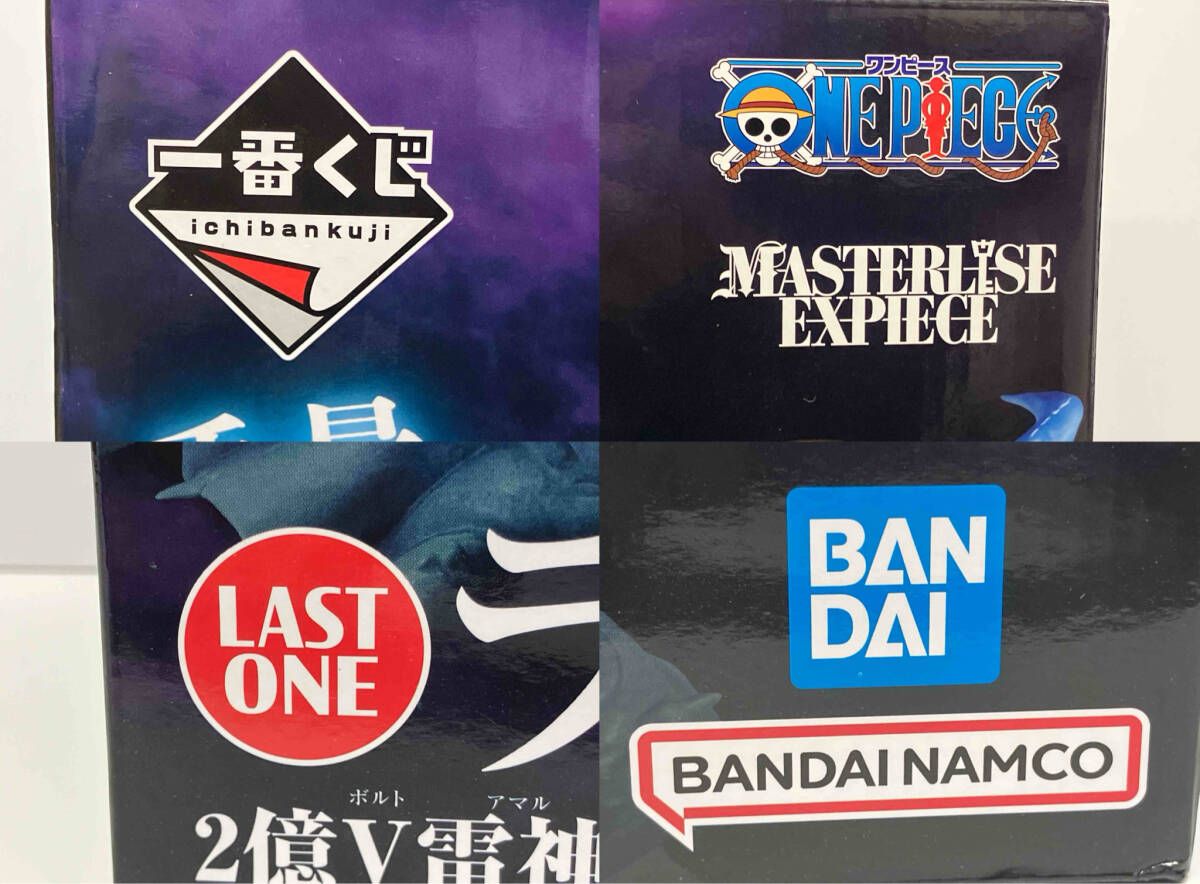 一番くじ
ichibankuji
ワンピース
ONE PIECE
MASTERLISE
EXPIECE
LAST
ONE
ラ
ボルト アマル
2億V雷神
BAN
DAI
BANDAI NAMCO